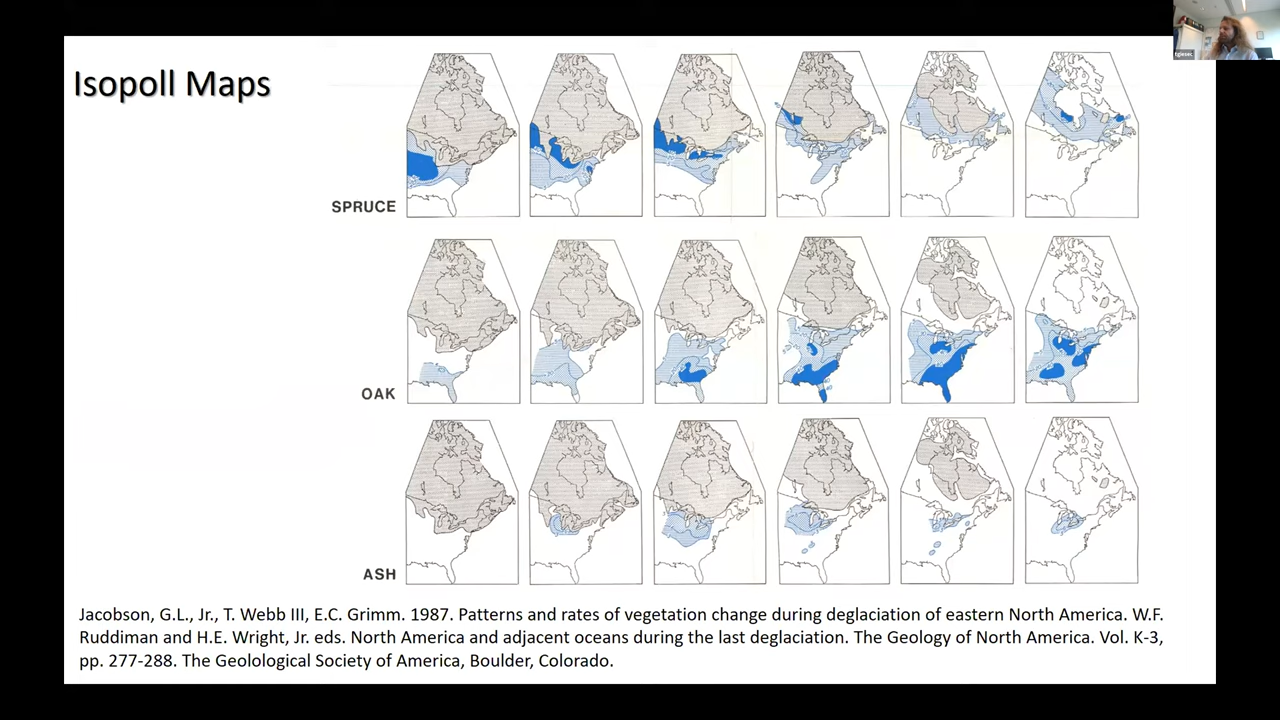 Isopoll Maps
SPRUCE
OAK
ASH
Jacobson, G.L., Jr., T. Webb III, E.C. Grimm. 1987. Patterns and rates of vegetation change during deglaciation of eastern North America. W.F.
Ruddiman and H.E. Wright, Jr. eds. North America and adjacent oceans during the last deglaciation. The Geology of North America. Vol. K-3,
pp. 277-288. The Geolological Society of America, Boulder, Colorado.